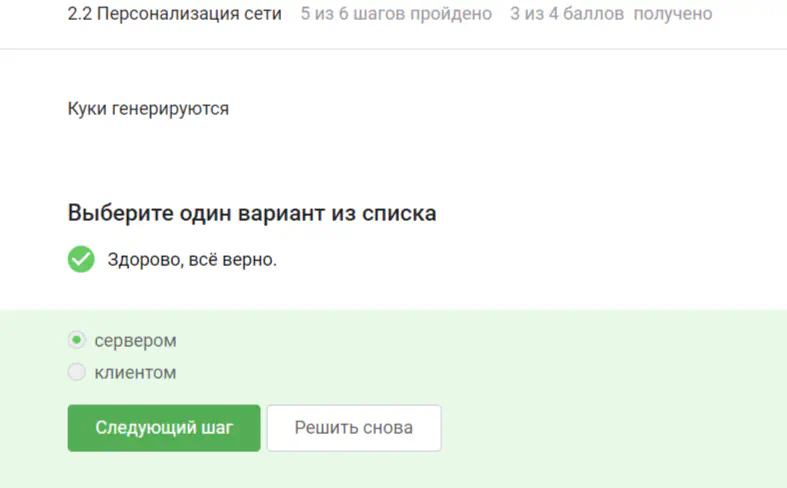 2.2 Персонализация сети 5 из 6 шагов пройдено 3 из 4 баллов получено
Куки генерируются
Выберите один вариант из списка
Здорово, всё верно.
сервером
клиентом
Следующий шаг Решить снова